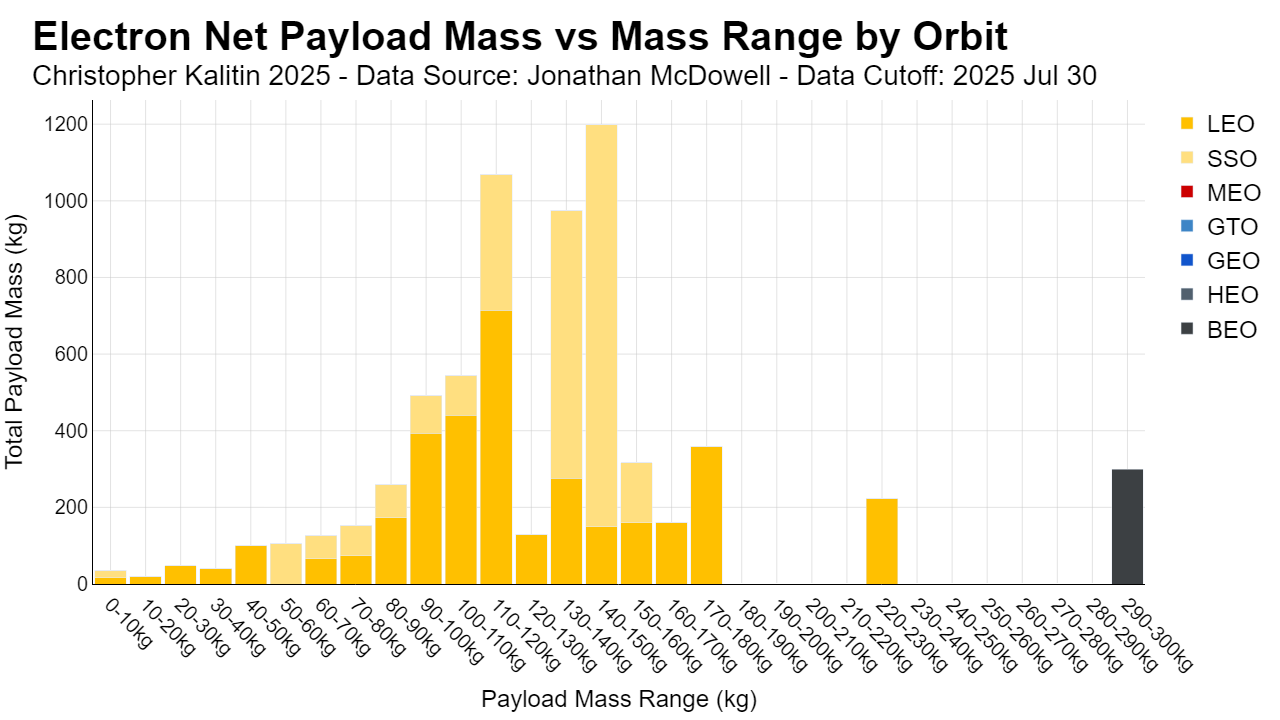 Electron Net Payload Mass vs Mass Range by Orbit
Christopher Kalitin 2025 - Data Source: Jonathan McDowell - Data Cutoff: 2025 Jul 30
Total Payload Mass (kg)
1200
1000
800
600
400
200
0
LEO
SSO
MEO
GTO
GEO
HEO
BEO
0-10kg
10-20kg
20-30kg
30-40kg
40-50kg
50-60kg
60-70kg
70-80kg
80-90kg
90-100kg
100-110kg
110-120kg
120-130kg
130-140kg
140-150kg
150-160kg
160-170kg
170-180kg
180-190kg
190-200kg
200-210kg
210-220kg
220-230kg
230-240kg
240-250kg
250-260kg
260-270kg
270-280kg
280-290kg
290-300kg
Payload Mass Range (kg)